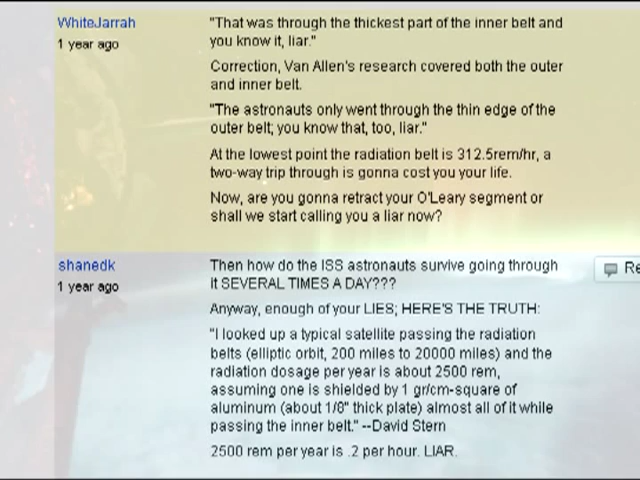 WhiteJarrah
1 year ago
"That was through the thickest part of the inner belt and
you know it, liar."
Correction, Van Allen's research covered both the outer
and inner belt.
"The astronauts only went through the thin edge of the
outer belt; you know that, too, liar."
At the lowest point the radiation belt is 312.5rem/hr, a
two-way trip through is gonna cost you your life.
Now, are you gonna retract your O'Leary segment or
shall we start calling you a liar now?
shanedk
1 year ago
Then how do the ISS astronauts survive going through
it SEVERAL TIMES A DAY???
Re
Anyway, enough of your LIES; HERE'S THE TRUTH:
"I looked up a typical satellite passing the radiation
belts (elliptic orbit, 200 miles to 20000 miles) and the
radiation dosage per year is about 2500 rem,
assuming one is shielded by 1 gr/cm-square of
aluminum (about 1/8" thick plate) almost all of it while
passing the inner belt." --David Stern
2500 rem per year is .2 per hour. LIAR.